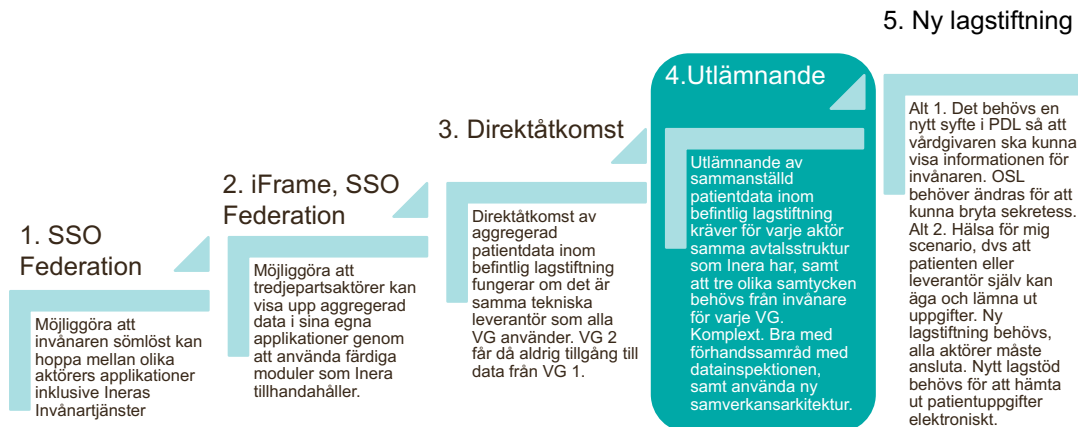 1. SSO
Federation
Möjliggöra att
invånaren sömlöst kan
hoppa mellan olika
aktörers applikationer
inklusive Ineras
Invånartjänster
2. iFrame, SSO
Federation
Möjliggöra att
tredjepartsaktörer kan
visa upp aggregerad
data i sina egna
applikationer genom
att använda färdiga
moduler som Inera
tillhandahåller.
3. Direktåtkomst
Direktåtkomst av
aggregerad
patientdata inom
befintlig lagstiftning
fungerar om det är
samma tekniska
leverantör som alla
VG använder. VG 2
får då aldrig tillgång till
data från VG 1.
4.Utlämnande
Utlämnande av
sammanställd
patientdata inom
befintlig lagstiftning
kräver för varje aktör
samma avtalsstruktur
som Inera har, samt
att tre olika samtycken
behövs från invånare
för varje VG.
Komplext. Bra med
förhandssamråd med
datainspektionen,
samt använda ny
samverkansarkitektur.
5. Ny lagstiftning
Alt 1. Det behövs en
nytt syfte i PDL så att
vårdgivaren ska kunna
visa informationen för
invånaren. OSL
behöver ändras för att
kunna bryta sekretess.
Alt 2. Hälsa för mig
scenario, dvs att
patienten eller
leverantör själv kan
äga och lämna ut
uppgifter. Ny
lagstiftning behövs,
alla aktörer måste
ansluta. Nytt lagstöd
behövs för att hämta
ut patientuppgifter
elektroniskt.